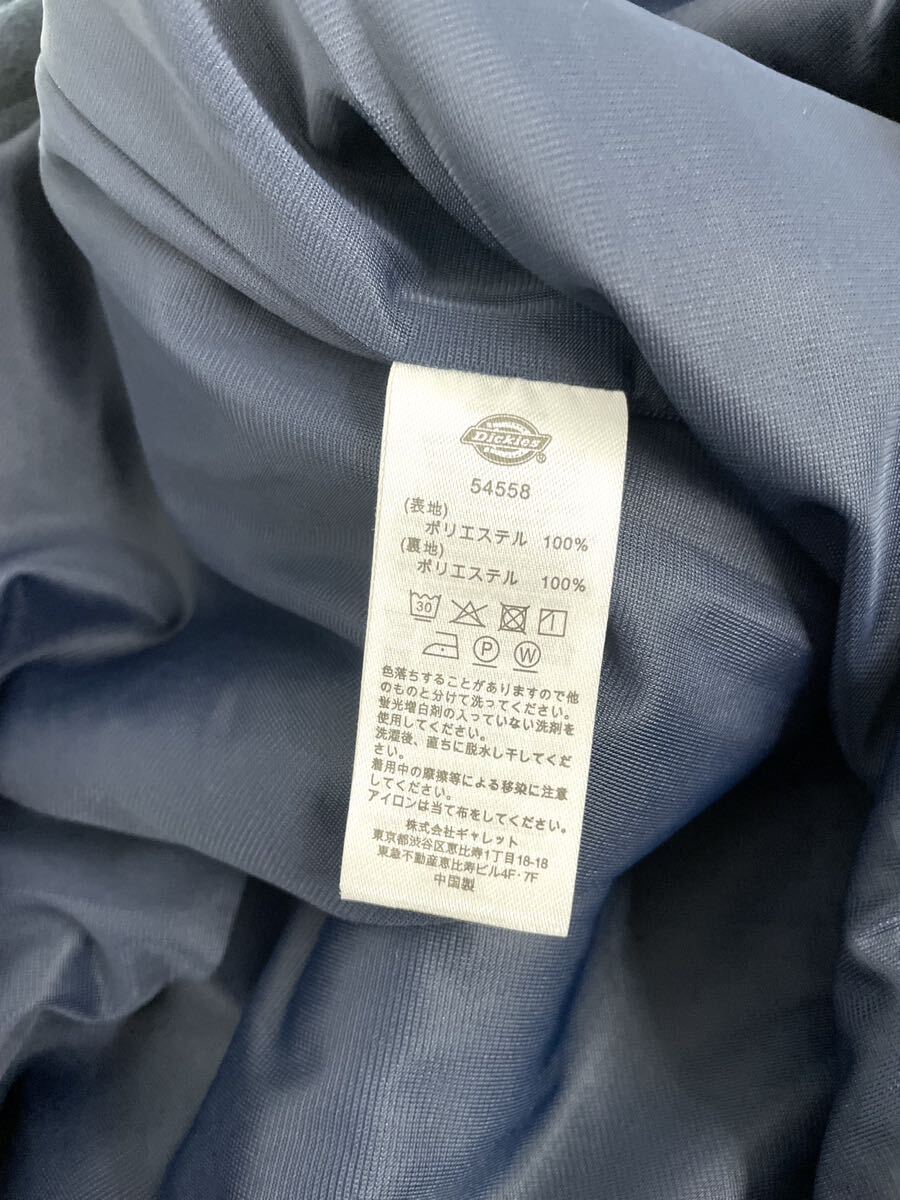 Dickies
®
54558
(表地)
ポリエステル 100%
(裏地)
ポリエステル 100%
30
P W
色落ちすることがありますので他
のものと分けて洗ってください。
蛍光増白剤の入っていない洗剤を
使用してください。
洗濯後、直ちに脱水し干してくだ
さい。
着用中の摩擦等による移染に注意
してください。
アイロンは当て布をしてください。
株式会社ギャレット
東京都渋谷区恵比寿1丁目18-18
東急不動産恵比寿ビル4F・7F
中国製